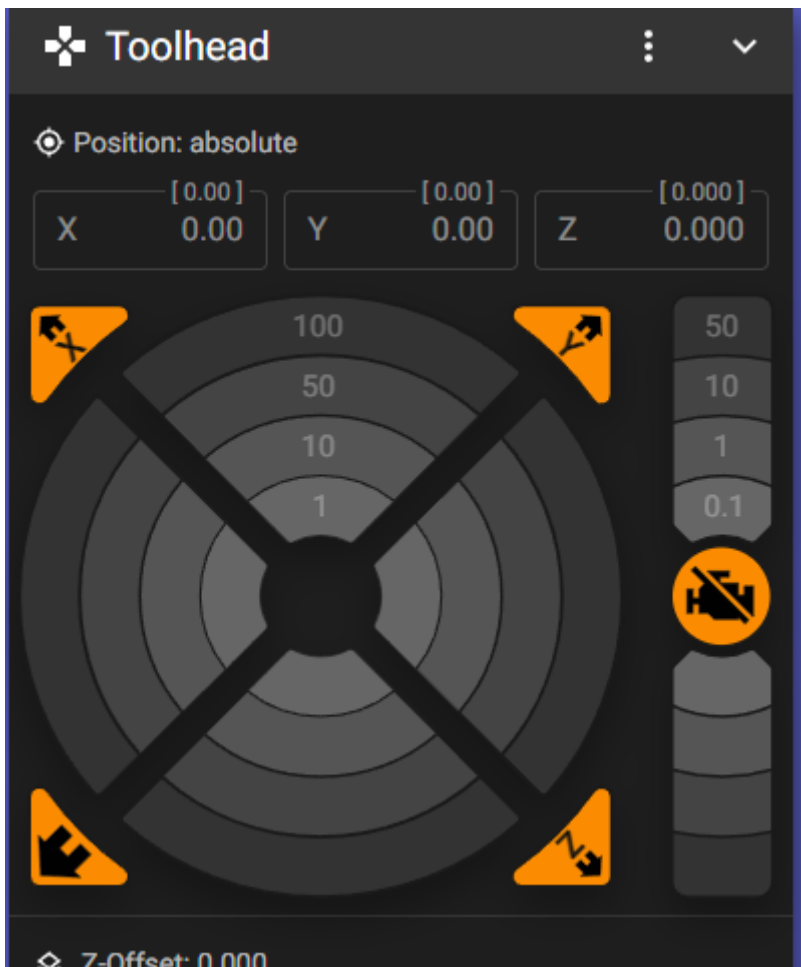 Toolhead
Position: absolute
[ 0.00 ] [ 0.00 ] [ 0.000 ]
X 0.00 Y 0.00 Z 0.000
X Y
100 50
50 10
10 1
1 0.1
Z
Z-Offset: 0.000